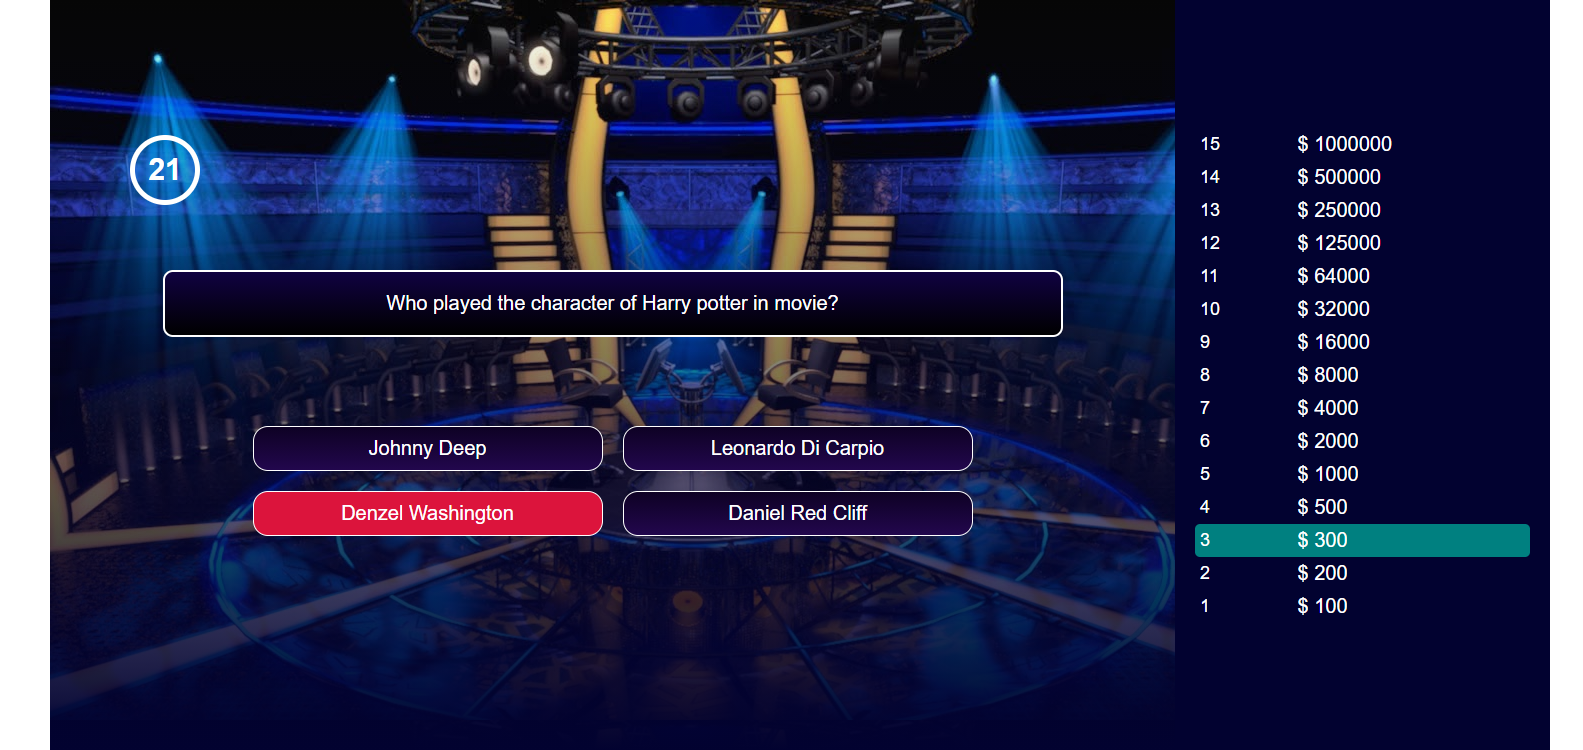 21
Who played the character of Harry potter in movie?
Johnny Deep
Leonardo Di Carpio
Denzel Washington
Daniel Red Cliff
15 $ 1000000
14 $ 500000
13 $ 250000
12 $ 125000
11 $ 64000
10 $ 32000
9 $ 16000
8 $ 8000
7 $ 4000
6 $ 2000
5 $ 1000
4 $ 500
3 $ 300
2 $ 200
1 $ 100